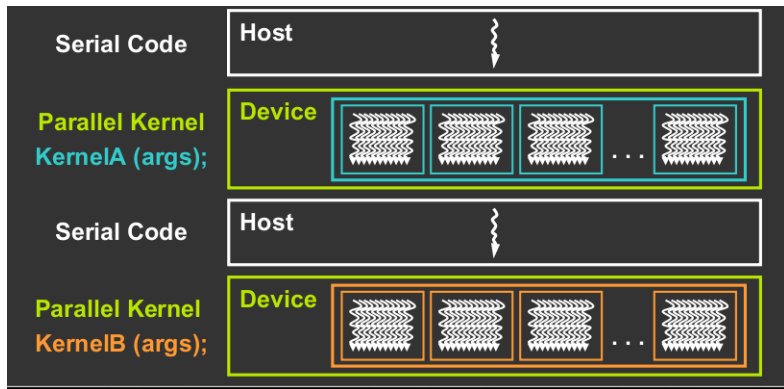 Serial Code
Host
Parallel Kernel
KernelA (args);
Device
. . .
Serial Code
Host
Parallel Kernel
KernelB (args);
Device
. . .